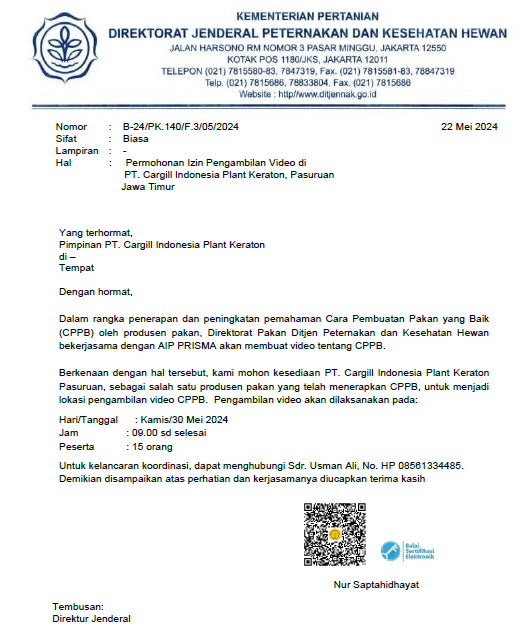 KEMENTERIAN PERTANIAN
DIREKTORAT JENDERAL PETERNAKAN DAN KESEHATAN HEWAN
JALAN HARSONO RM NOMOR 3 PASAR MINGGU, JAKARTA 12550
KOTAK POS 1180/JKS, JAKARTA 12011
TELEPON (021) 7815580-83, 7847319, Fax. (021) 7815581-83, 78847319
Telp. (021) 7815686, 78833804, Fax. (021) 7815686
Website : http//www.ditjennak.go.id
Nomor : B-24/PK.140/F.3/05/2024 22 Mei 2024
Sifat : Biasa
Lampiran : -
Hal : Permohonan Izin Pengambilan Video di
PT. Cargill Indonesia Plant Keraton, Pasuruan
Jawa Timur
Yang terhormat,
Pimpinan PT. Cargill Indonesia Plant Keraton
di –
Tempat
Dengan hormat,
Dalam rangka penerapan dan peningkatan pemahaman Cara Pembuatan Pakan yang Baik
(CPPB) oleh produsen pakan, Direktorat Pakan Ditjen Peternakan dan Kesehatan Hewan
bekerjasama dengan AIP PRISMA akan membuat video tentang CPPB.
Berkenaan dengan hal tersebut, kami mohon kesediaan PT. Cargill Indonesia Plant Keraton
Pasuruan, sebagai salah satu produsen pakan yang telah menerapkan CPPB, untuk menjadi
lokasi pengambilan video CPPB. Pengambilan video akan dilaksanakan pada:
Hari/Tanggal : Kamis/30 Mei 2024
Jam : 09.00 sd selesai
Peserta : 15 orang
Untuk kelancaran koordinasi, dapat menghubungi Sdr. Usman Ali, No. HP 08561334485.
Demikian disampaikan atas perhatian dan kerjasamanya diucapkan terima kasih
Balai
Sertifikasi
Elektronik
Nur Saptahidhayat
Tembusan:
Direktur Jenderal